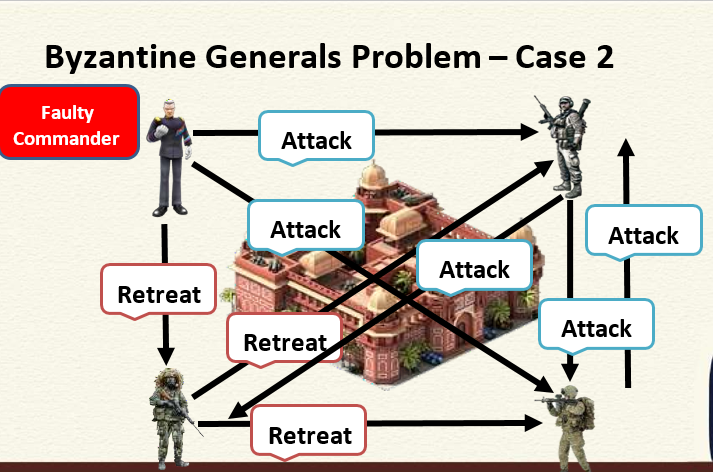 Byzantine Generals Problem – Case 2
Faulty
Commander
Attack
Attack
Attack
Attack
Retreat
Attack
Retreat
Retreat